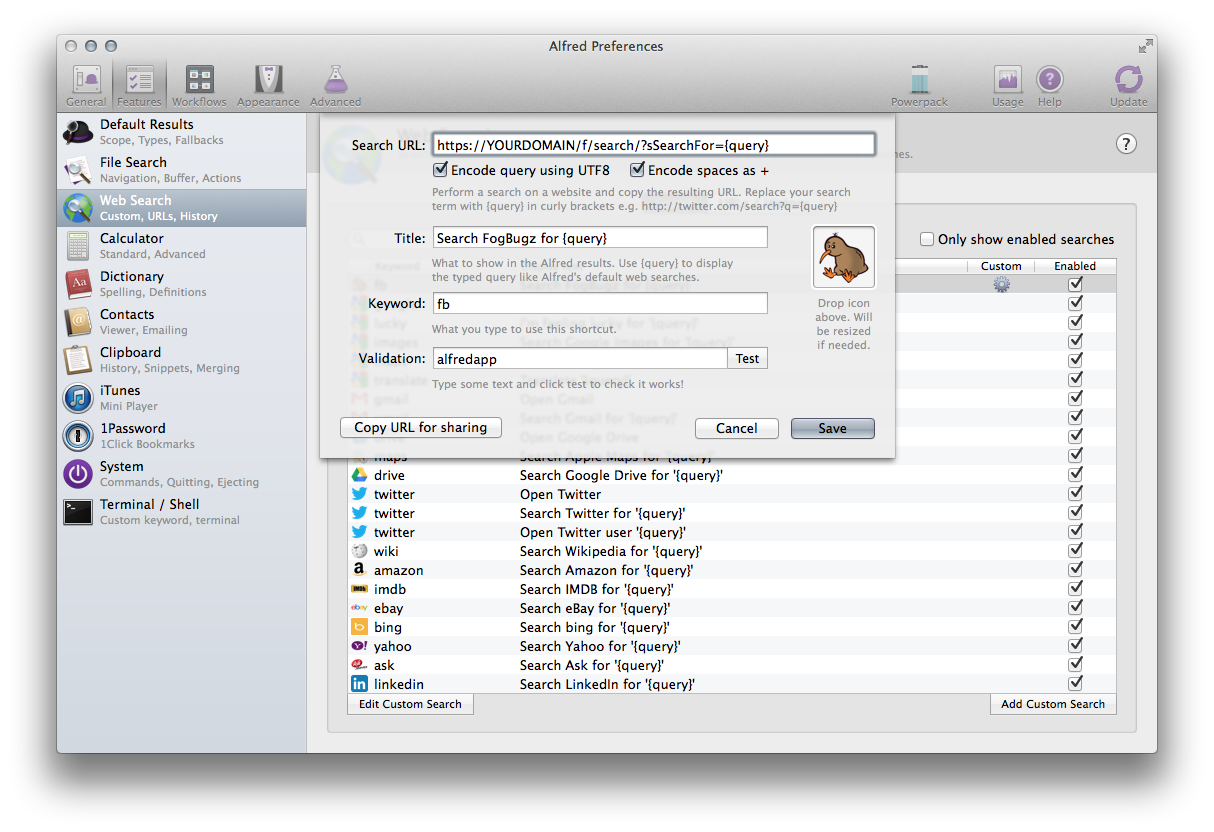 Alfred Preferences
General
Features
Workflows
Appearance
Advanced
Powerpack
Usage
Help
Update
Default Results
Scope, Types, Fallbacks
File Search
Navigation, Buffer, Actions
Web Search
Custom, URLs, History
Calculator
Standard, Advanced
Dictionary
Spelling, Definitions
Contacts
Viewer, Emailing
Clipboard
History, Snippets, Merging
iTunes
Mini Player
1Password
1Click Bookmarks
System
Commands, Quitting, Ejecting
Terminal / Shell
Custom keyword, terminal
Search URL: https://YOURDOMAIN/f/search/?sSearchFor={query}
Encode query using UTF8 Encode spaces as +
Perform a search on a website and copy the resulting URL. Replace your search
term with {query} in curly brackets e.g. http://twitter.com/search?q={query}
Title: Search FogBugz for {query}
What to show in the Alfred results. Use {query} to display
the typed query like Alfred's default web searches.
Keyword: fb
What you type to use this shortcut.
Validation: alfredapp Test
Type some text and click test to check it works!
Drop icon
above. Will
be resized
if needed.
Copy URL for sharing Cancel Save
?
Only show enabled searches
Custom Enabled
maps Search Apple Maps for '{query}'
drive Search Google Drive for '{query}'
twitter Open Twitter
twitter Search Twitter for '{query}'
twitter Open Twitter user '{query}'
wiki Search Wikipedia for '{query}'
amazon Search Amazon for '{query}'
imdb Search IMDB for '{query}'
ebay Search eBay for '{query}'
bing Search bing for '{query}'
yahoo Search Yahoo for '{query}'
ask Search Ask for '{query}'
linkedin Search LinkedIn for '{query}'
Edit Custom Search Add Custom Search